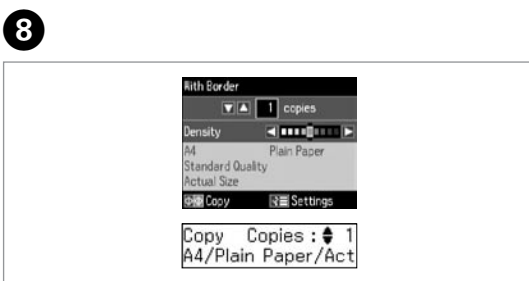 8
With Border
▼ ▲ 1 copies
Density
A4 Plain Paper
Standard Quality
Actual Size
Copy Settings
Copy Copies : 1
A4/Plain Paper/Act